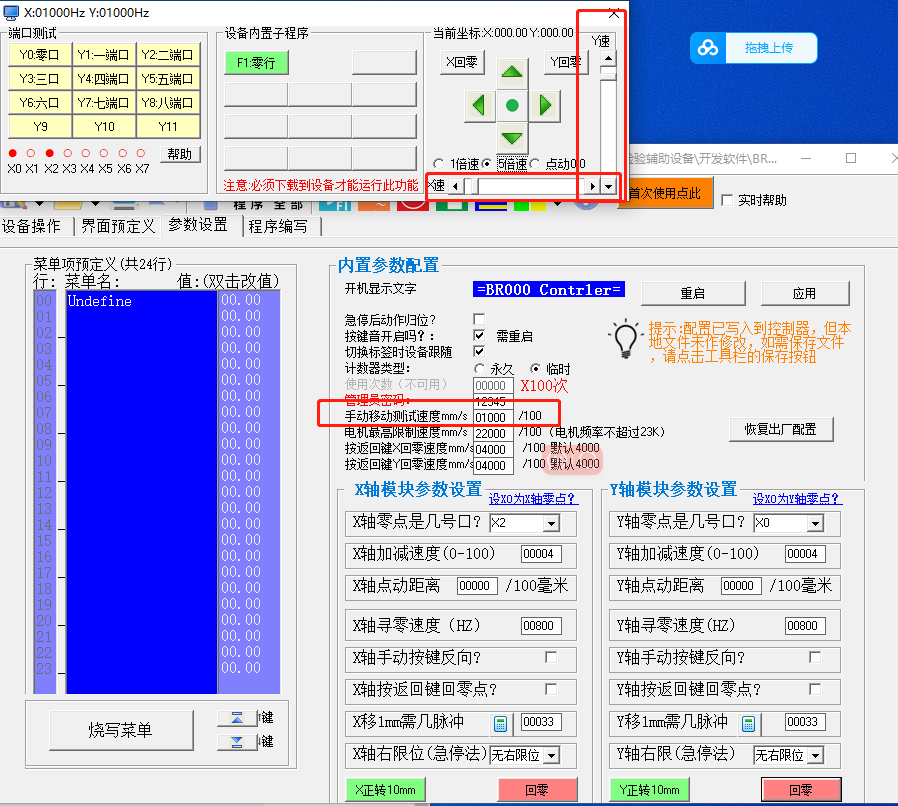 X:01000Hz Y:01000Hz
端口测试
Y0:零口 Y1:一端口 Y2:二端口
Y3:三口 Y4:四端口 Y5:五端口
Y6:六口 Y7:七端口 Y8:八端口
Y9 Y10 Y11
X0 X1 X2 X3 X4 X5 X6 X7
帮助
设备内置子程序
F1:零行
注意:必须下载到设备才能运行此功能
当前坐标:X:000.00 Y:000.00
X回零 Y回零
1倍速 5倍速 点动0.0
Y速
X速
拖拽上传
验辅助设备\开发软件\BR...
程序 全部
首次使用点此
实时帮助
设备操作 界面预定义 参数设置 程序编写
菜单项预定义(共24行)
行: 菜单名: 值:(双击改值)
00 Undefine 00.00
01 00.00
02 00.00
03 00.00
04 00.00
05 00.00
06 00.00
07 00.00
08 00.00
09 00.00
10 00.00
11 00.00
12 00.00
13 00.00
14 00.00
15 00.00
16 00.00
17 00.00
18 00.00
19 00.00
20 00.00
21 00.00
22 00.00
23 00.00
烧写菜单
键
键
内置参数配置
开机显示文字 =BR000 Contrler=
重启 应用
急停后动作归位?
按键音开启吗?: 需重启
切换标签时设备跟随
计数器类型: 永久 临时
使用次数（不可用） 00000 X100次
管理员密码: 12345
手动移动测试速度mm/s 01000 /100
电机最高限制速度mm/s 22000 /100 (电机频率不超过23K)
按返回键X回零速度mm/s 04000 /100 默认4000
按返回键Y回零速度mm/s 04000 /100 默认4000
提示:配置已写入到控制器，但本
地文件未作修改，如需保存文件
，请点击工具栏的保存按钮
恢复出厂配置
X轴模块参数设置 设X0为X轴零点?
X轴零点是几号口? X2
X轴加减速度(0-100) 00004
X轴点动距离 00000 /100毫米
X轴寻零速度（HZ） 00800
X轴手动按键反向?
X轴按返回键回零点?
X移1mm需几脉冲 00033
X轴右限位(急停法) 无右限位
X正转10mm 回零
Y轴模块参数设置 设X0为Y轴零点?
Y轴零点是几号口? X0
Y轴加减速度(0-100) 00004
Y轴点动距离 00000 /100毫米
Y轴寻零速度(HZ) 00800
Y轴手动按键反向?
Y轴按返回键回零点?
Y移1mm需几脉冲 00033
Y轴右限(急停法) 无右限位
Y正转10mm 回零